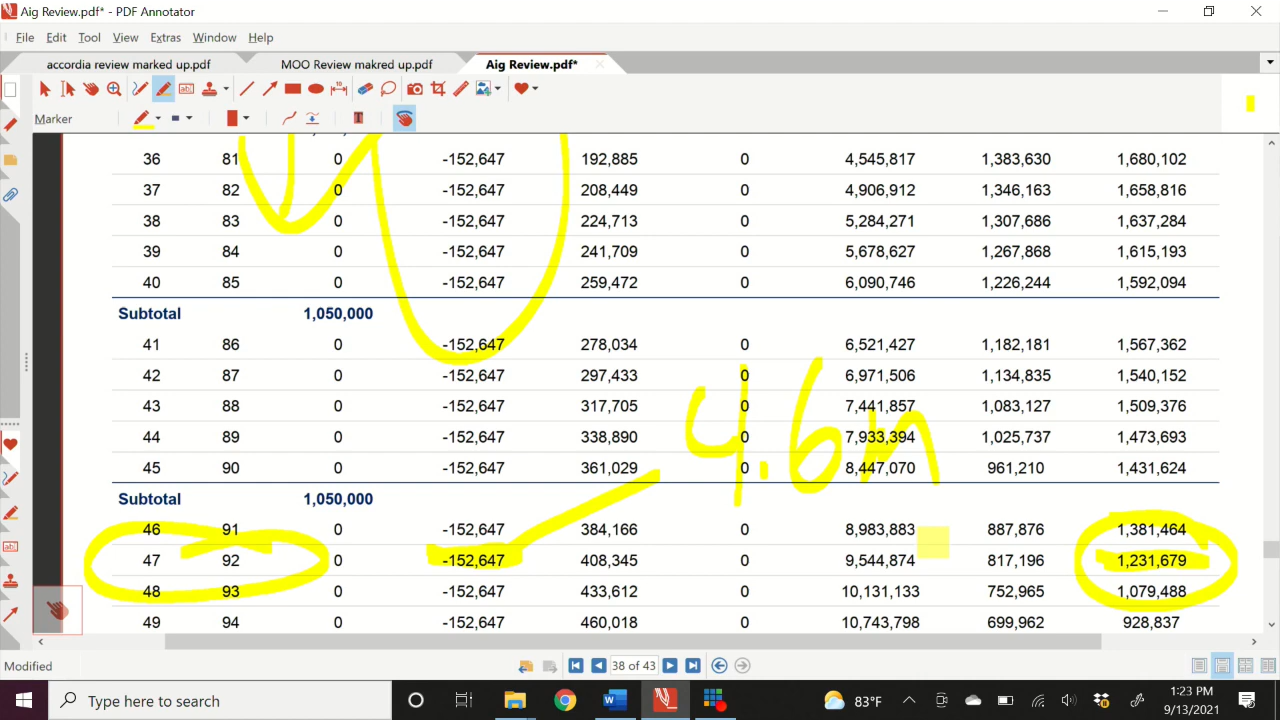 Aig Review.pdf* - PDF Annotator
File Edit Tool View Extras Window Help
accordia review marked up.pdf MOO Review makred up.pdf Aig Review.pdf*
Marker
36 81 0 -152,647 192,885 0 4,545,817 1,383,630 1,680,102
37 82 0 -152,647 208,449 0 4,906,912 1,346,163 1,658,816
38 83 0 -152,647 224,713 0 5,284,271 1,307,686 1,637,284
39 84 0 -152,647 241,709 0 5,678,627 1,267,868 1,615,193
40 85 0 -152,647 259,472 0 6,090,746 1,226,244 1,592,094
Subtotal 1,050,000
41 86 0 -152,647 278,034 0 6,521,427 1,182,181 1,567,362
42 87 0 -152,647 297,433 0 6,971,506 1,134,835 1,540,152
43 88 0 -152,647 317,705 0 7,441,857 1,083,127 1,509,376
4.6m
44 89 0 -152,647 338,890 0 7,933,394 1,025,737 1,473,693
45 90 0 -152,647 361,029 0 8,447,070 961,210 1,431,624
Subtotal 1,050,000
46 91 0 -152,647 384,166 0 8,983,883 887,876 1,381,464
47 92 0 -152,647 408,345 0 9,544,874 817,196 1,231,679
48 93 0 -152,647 433,612 0 10,131,133 752,965 1,079,488
49 94 0 -152,647 460,018 0 10,743,798 699,962 928,837
Modified 38 of 43
Type here to search 83°F 1:23 PM
9/13/2021